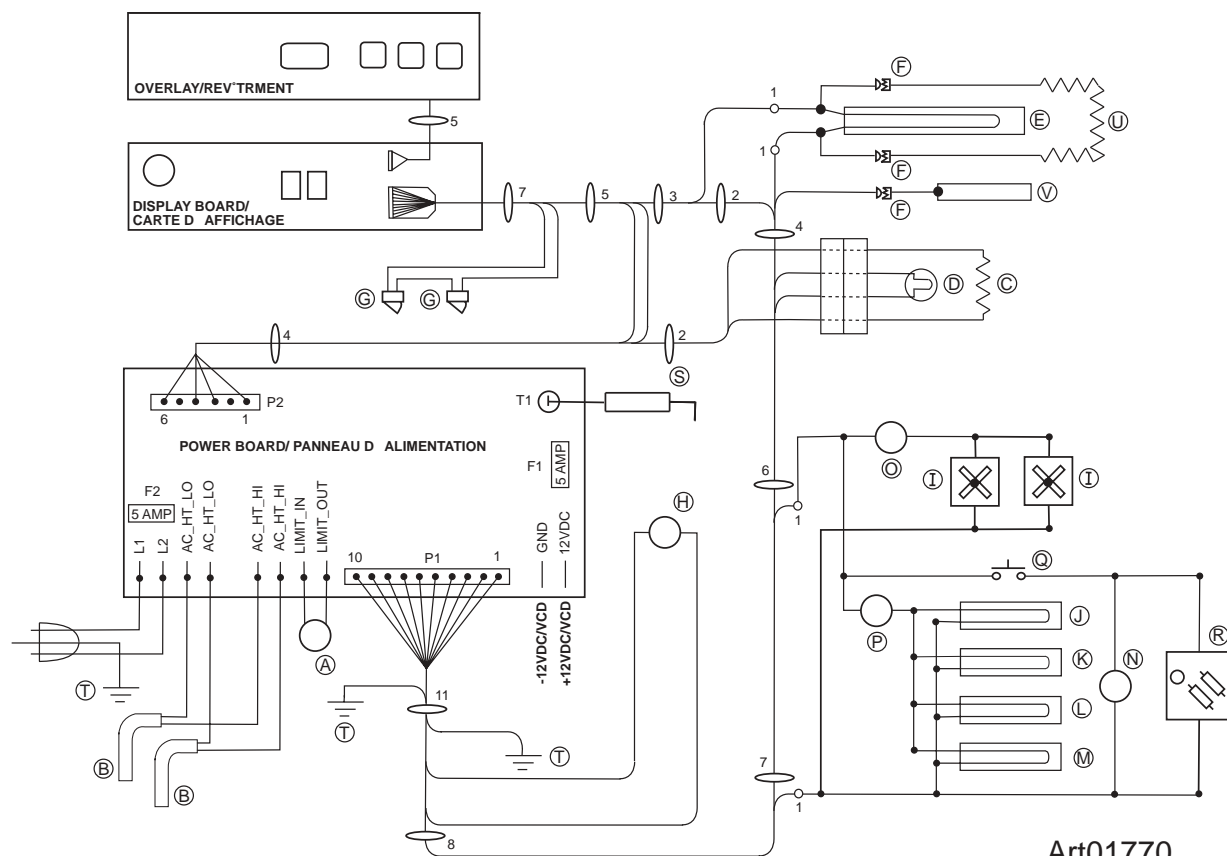 OVERLAY/REV˚TRMENT
5
DISPLAY BOARD/
CARTE D AFFICHAGE
7
5
3
2
1
1
F
E
U
F
F
V
4
D
C
G
G
4
2
S
P2
6
1
T1
POWER BOARD/ PANNEAU D ALIMENTATION
F1
5 AMP
F2
5 AMP
L1
L2
AC_HT_LO
AC_HT_LO
AC_HT_HI
AC_HT_HI
LIMIT_IN
LIMIT_OUT
10
P1
1
GND
12VDC
-12VDC/VCD
+12VDC/VCD
H
6
1
O
I
I
Q
P
J
K
L
M
N
R
A
T
B
B
T
11
T
7
1
8
Art01770